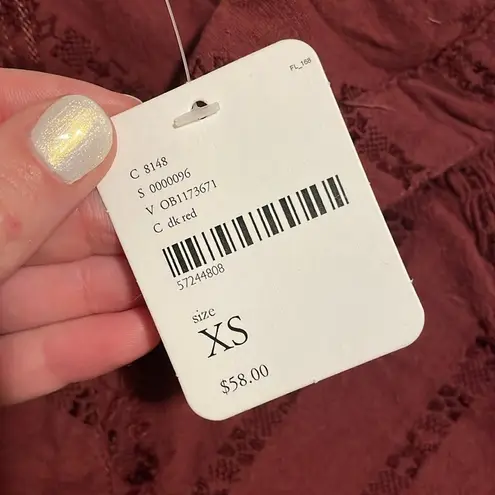 FL_168
C 8148
S 0000096
V OB1173671
C dk red
57244808
size
XS
$58.00